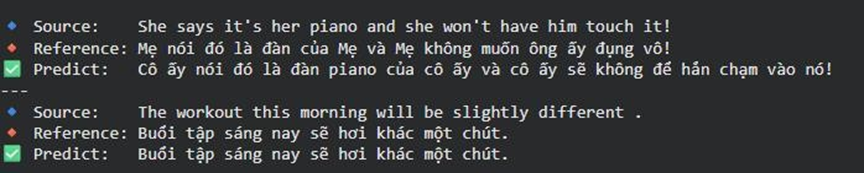 🔹 Source: She says it's her piano and she won't have him touch it!
🔸 Reference: Mẹ nói đó là đàn của Mẹ và Mẹ không muốn ông ấy đụng vô!
✅ Predict: Cô ấy nói đó là đàn piano của cô ấy và cô ấy sẽ không để hắn chạm vào nó!
---
🔹 Source: The workout this morning will be slightly different .
🔸 Reference: Buổi tập sáng nay sẽ hơi khác một chút.
✅ Predict: Buổi tập sáng nay sẽ hơi khác một chút.